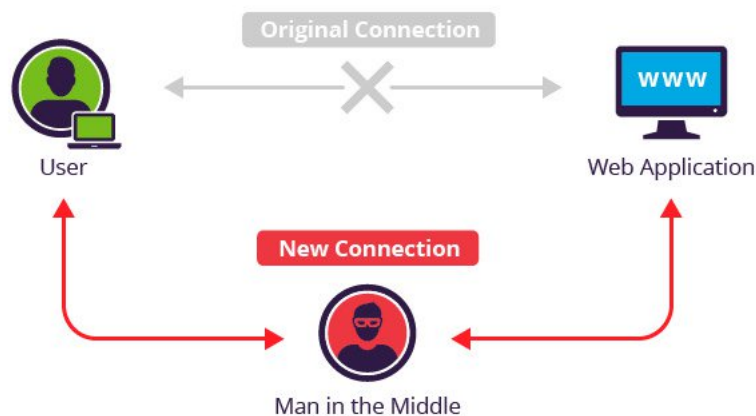 Original Connection
www
User
Web Application
New Connection
Man in the Middle